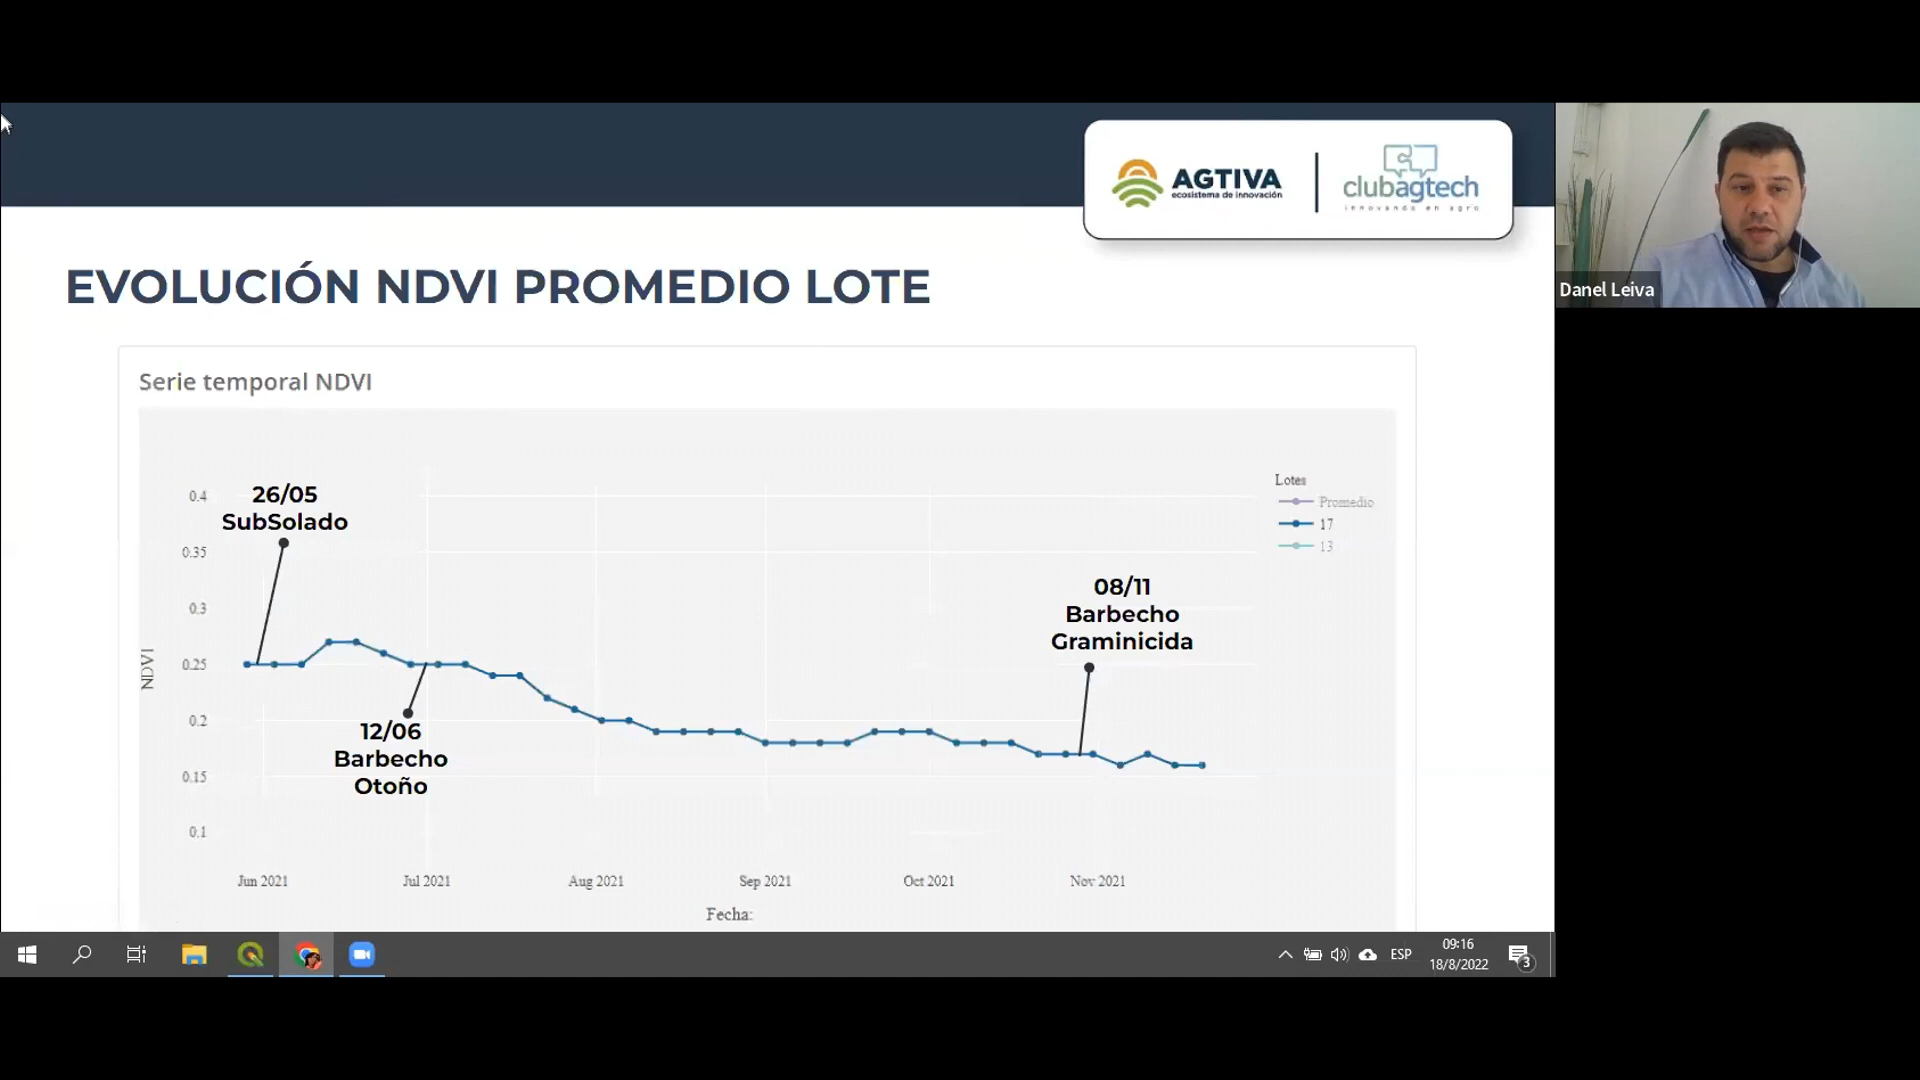 AGTIVA
ecosistema de innovación
clubagtech
innovando en agro
Danel Leiva
EVOLUCIÓN NDVI PROMEDIO LOTE
Serie temporal NDVI
NDVI
0.4
0.35
0.3
0.25
0.2
0.15
0.1
26/05
SubSolado
12/06
Barbecho
Otoño
08/11
Barbecho
Graminicida
Lotes
Promedio
17
13
Jun 2021
Jul 2021
Aug 2021
Sep 2021
Oct 2021
Nov 2021
Fecha:
ESP
09:16
18/8/2022
3